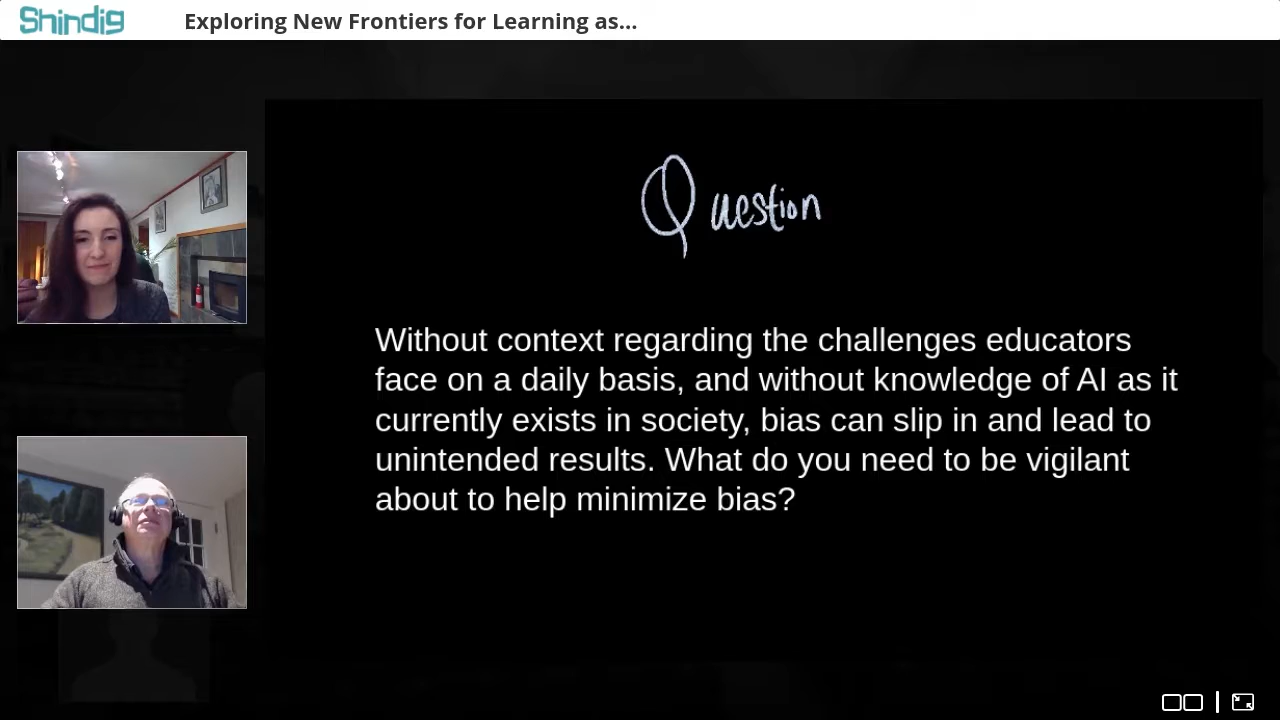 Shindig
Exploring New Frontiers for Learning as...
Question
Without context regarding the challenges educators
face on a daily basis, and without knowledge of AI as it
currently exists in society, bias can slip in and lead to
unintended results. What do you need to be vigilant
about to help minimize bias?